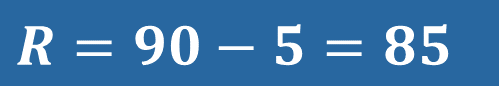 R = 90 − 5 = 85